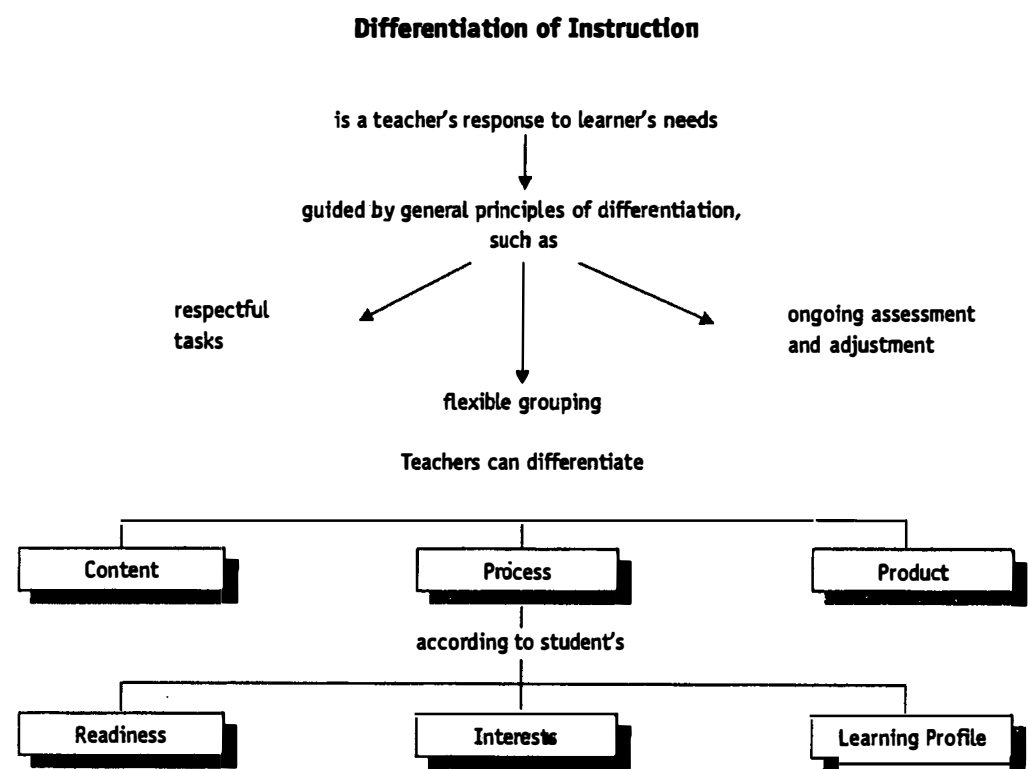 Differentiation of Instruction
is a teacher's response to learner's needs
guided by general principles of differentiation,
such as
respectful
tasks
ongoing assessment
and adjustment
flexible grouping
Teachers can differentiate
Content
Process
Product
according to student's
Readiness
Interests
Learning Profile